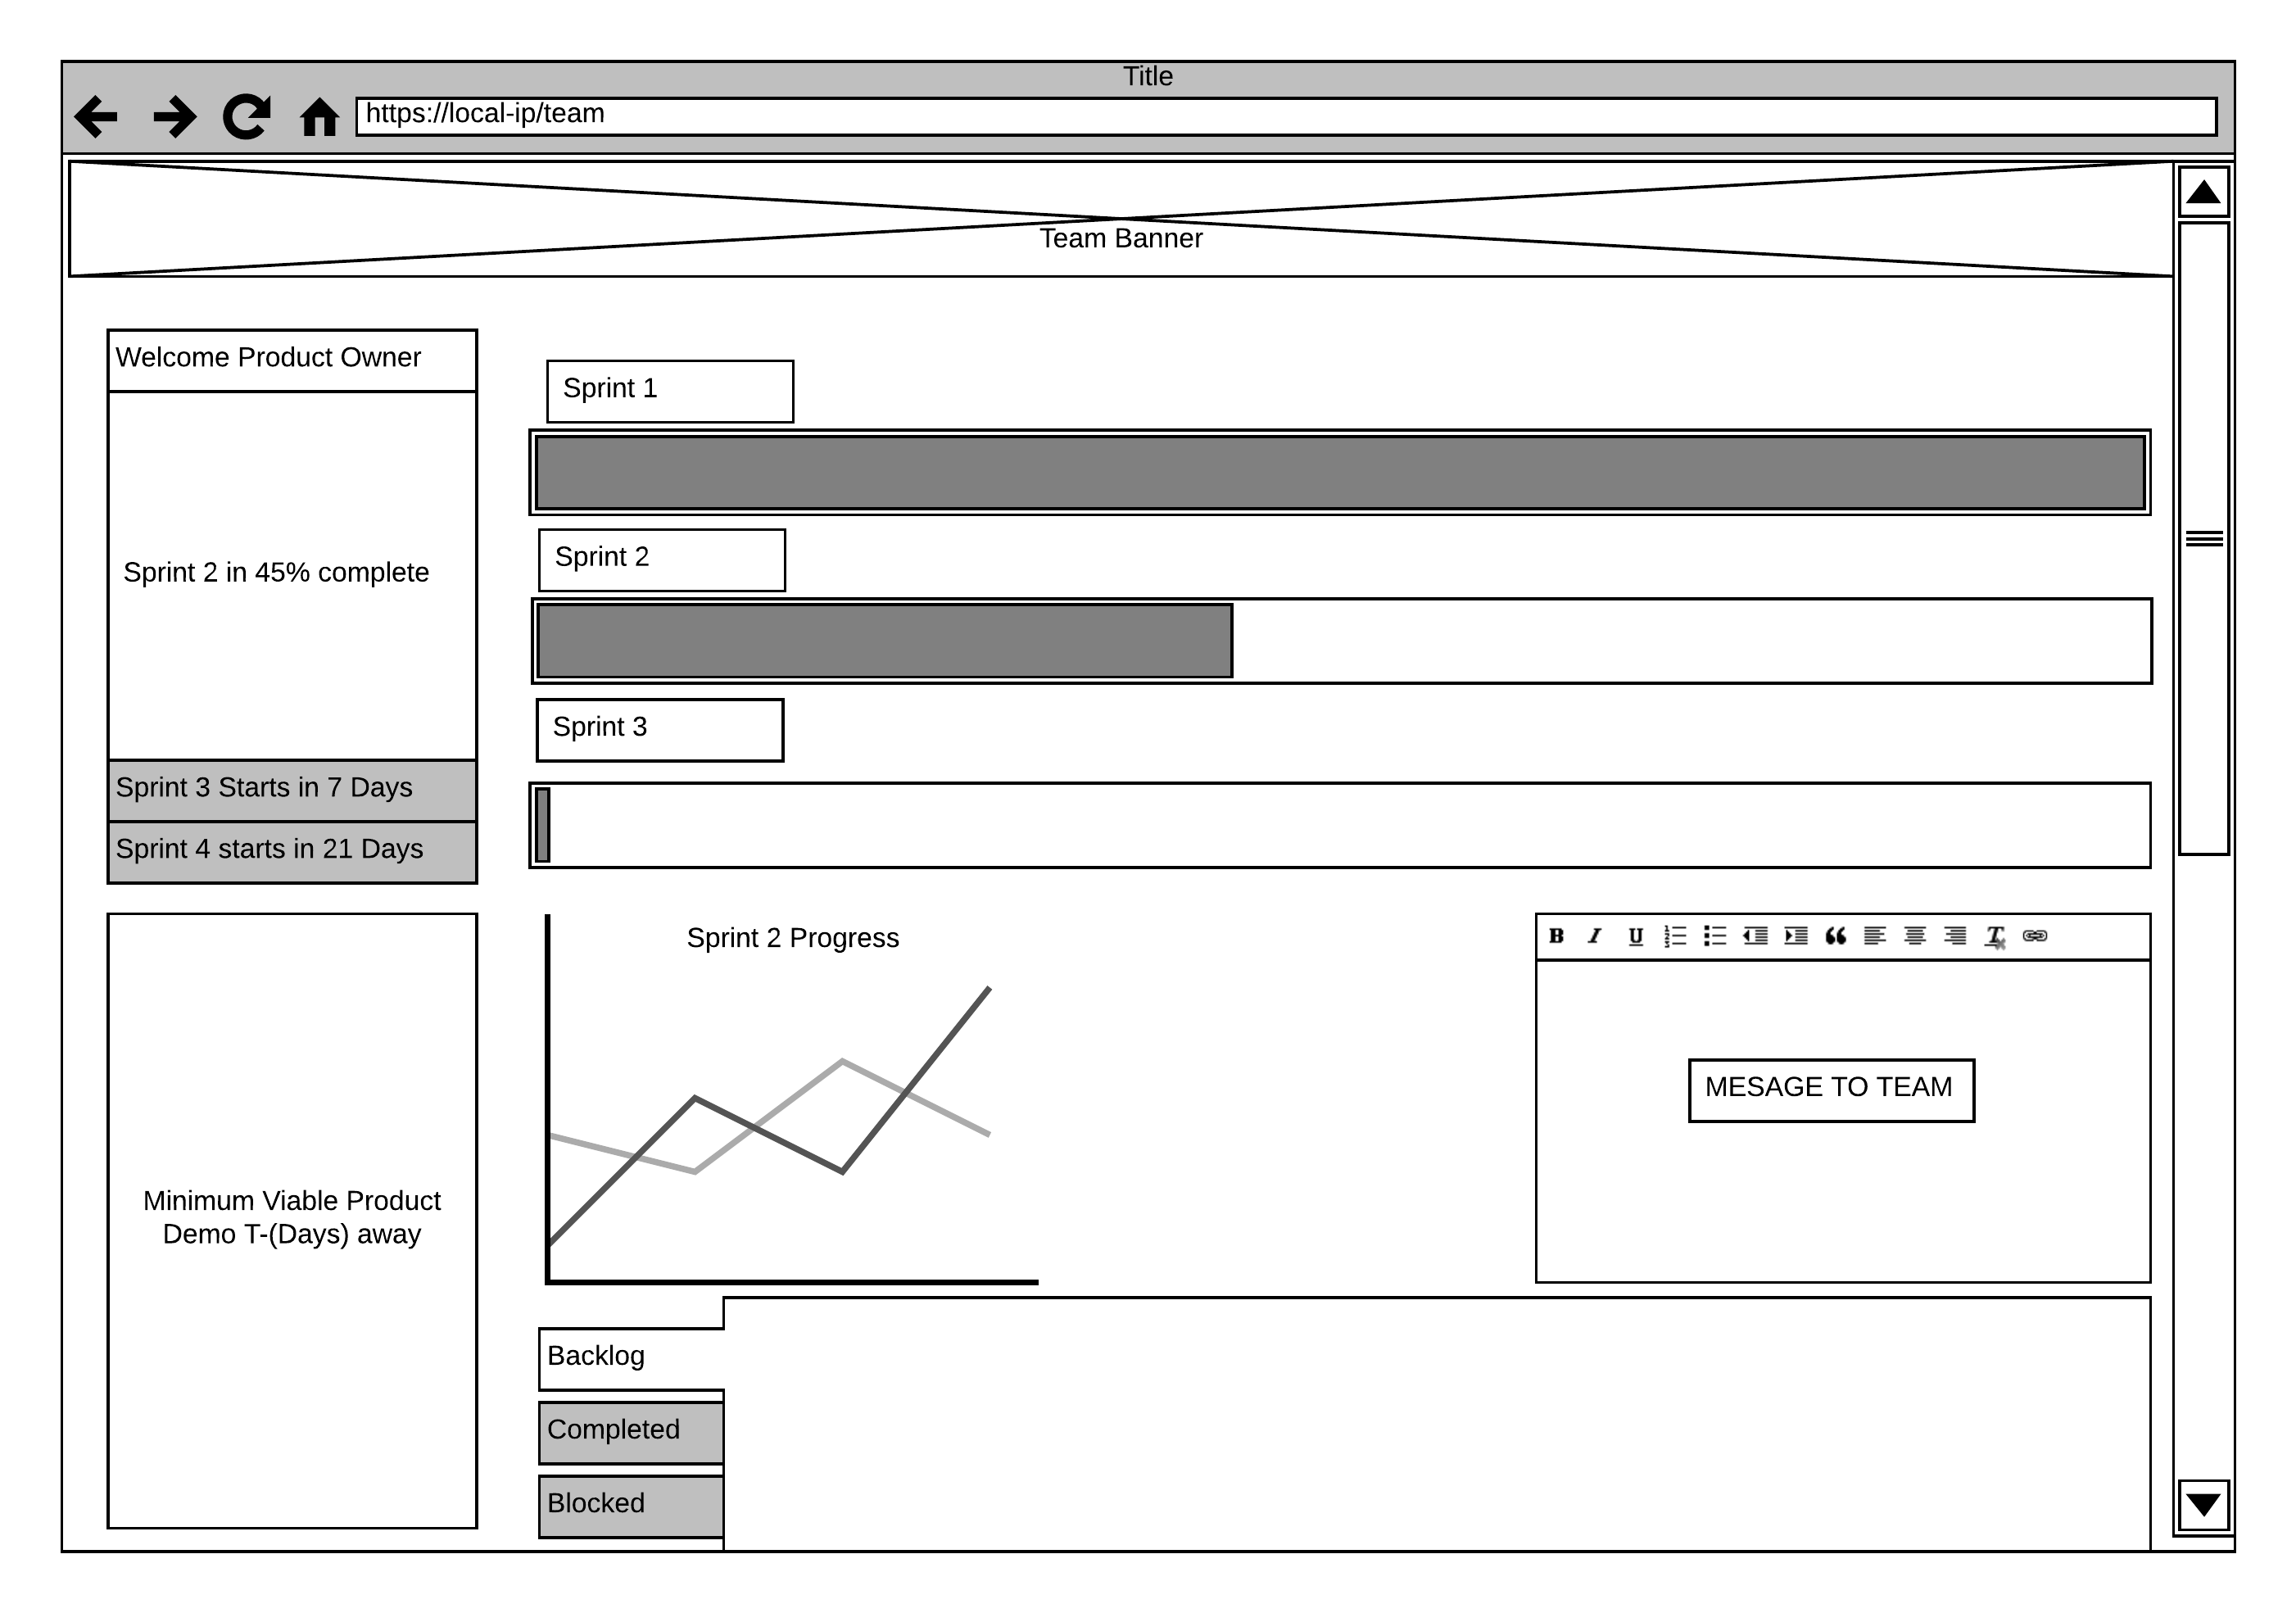 Title
https://local-ip/team
Team Banner
Welcome Product Owner
Sprint 2 in 45% complete
Sprint 3 Starts in 7 Days
Sprint 4 starts in 21 Days
Minimum Viable Product
Demo T-(Days) away
Sprint 1
Sprint 2
Sprint 3
Sprint 2 Progress
B I U
MESAGE TO TEAM
Backlog
Completed
Blocked